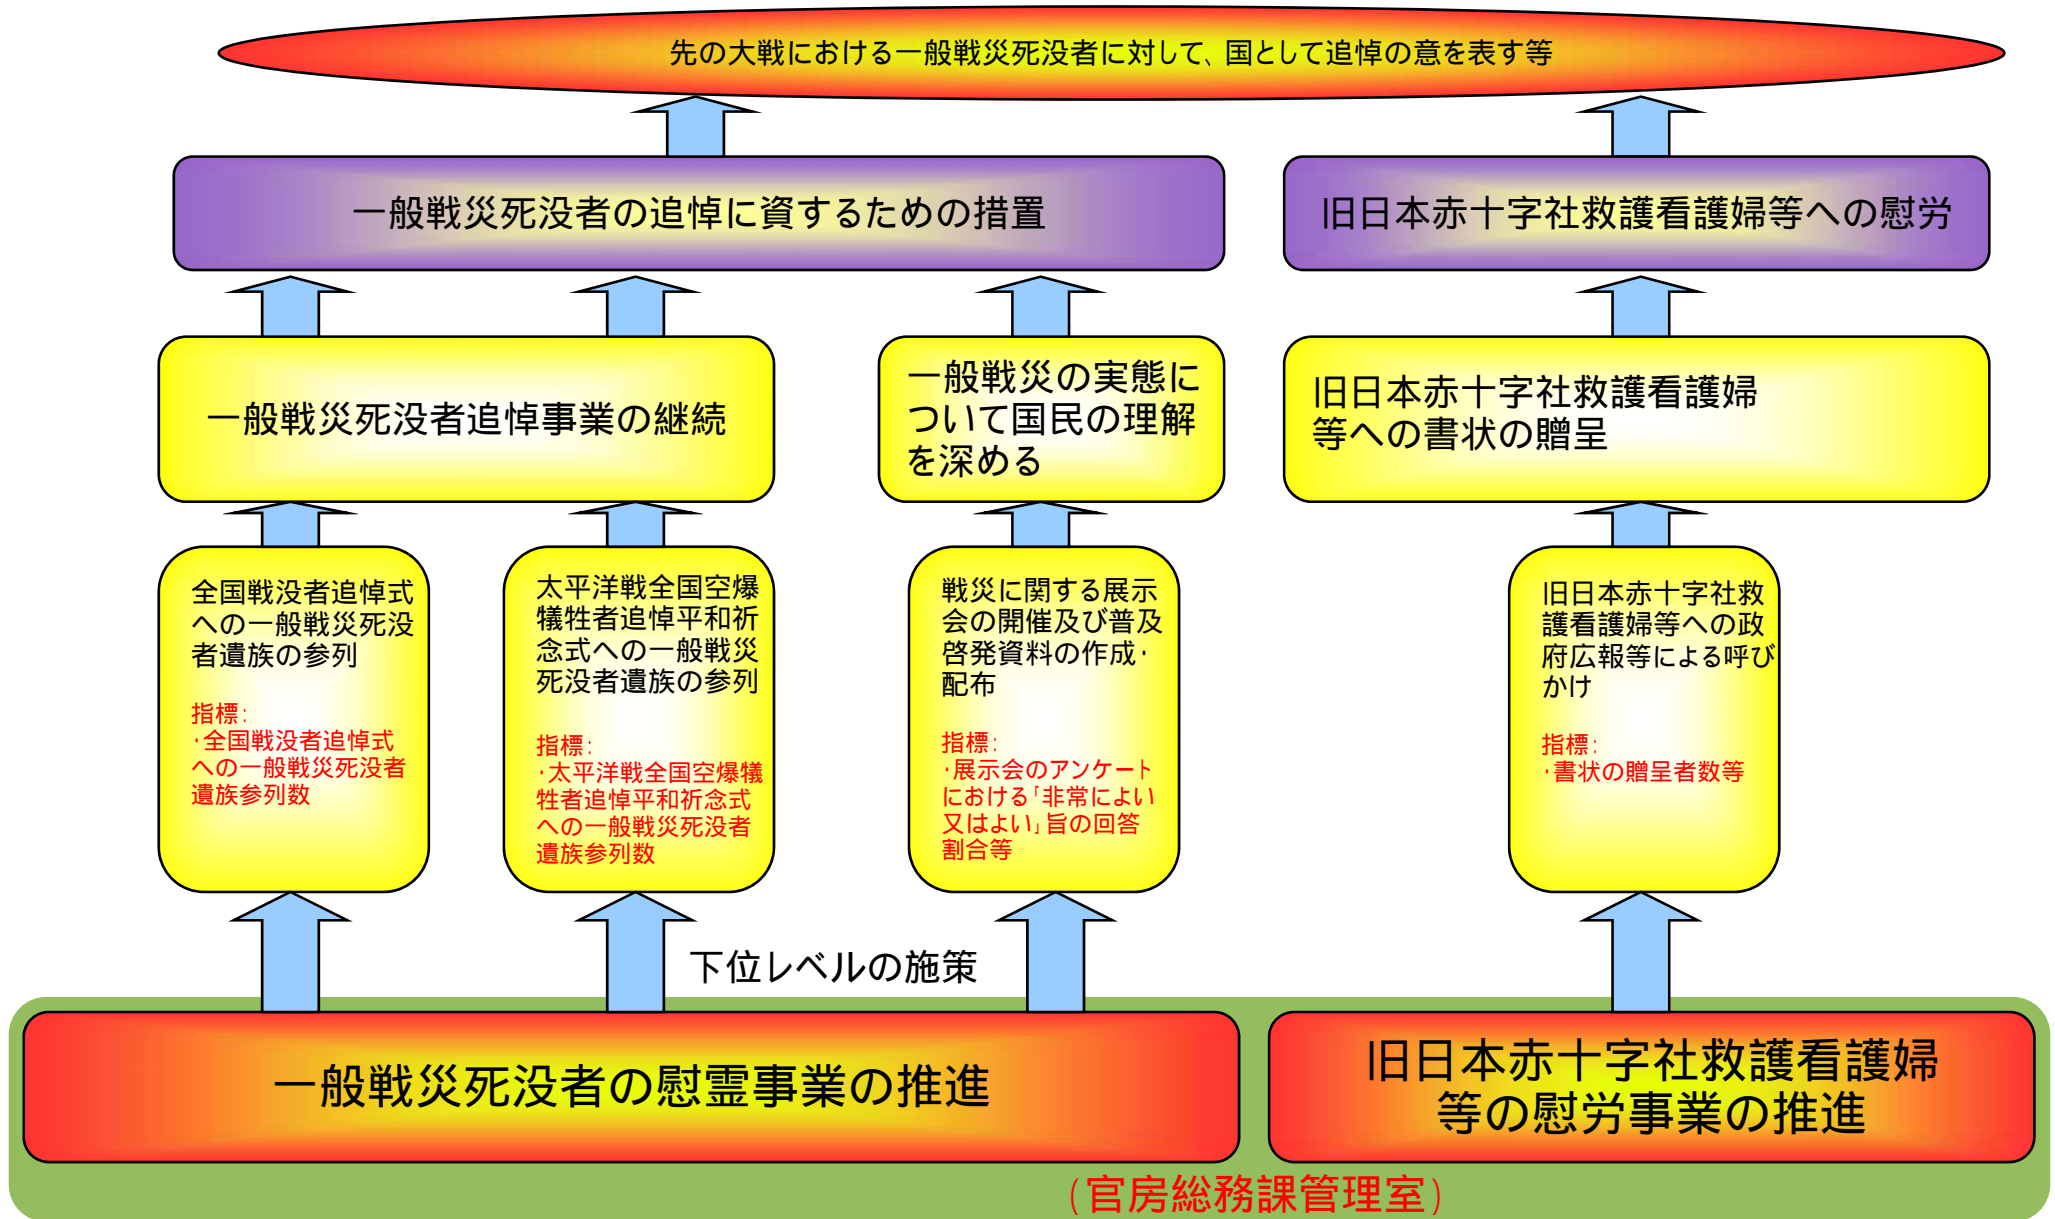 先の大戦における一般戦災死没者に対して、国として追悼の意を表す等
一般戦災死没者の追悼に資するための措置
旧日本赤十字社救護看護婦等への慰労
一般戦災死没者追悼事業の継続
一般戦災の実態に
ついて国民の理解
を深める
旧日本赤十字社救護看護婦
等への書状の贈呈
全国戦没者追悼式
への一般戦災死没
者遺族の参列
指標：
・全国戦没者追悼式
への一般戦災死没者
遺族参列数
太平洋戦全国空爆
犠牲者追悼平和祈
念式への一般戦災
死没者遺族の参列
指標：
・太平洋戦全国空爆犠
牲者追悼平和祈念式
への一般戦災死没者
遺族参列数
戦災に関する展示
会の開催及び普及
啓発資料の作成・
配布
指標：
・展示会のアンケート
における「非常によい
又はよい」旨の回答
割合等
旧日本赤十字社救
護看護婦等への政
府広報等による呼び
かけ
指標：
・書状の贈呈者数等
下位レベルの施策
一般戦災死没者の慰霊事業の推進
旧日本赤十字社救護看護婦
等の慰労事業の推進
（官房総務課管理室）